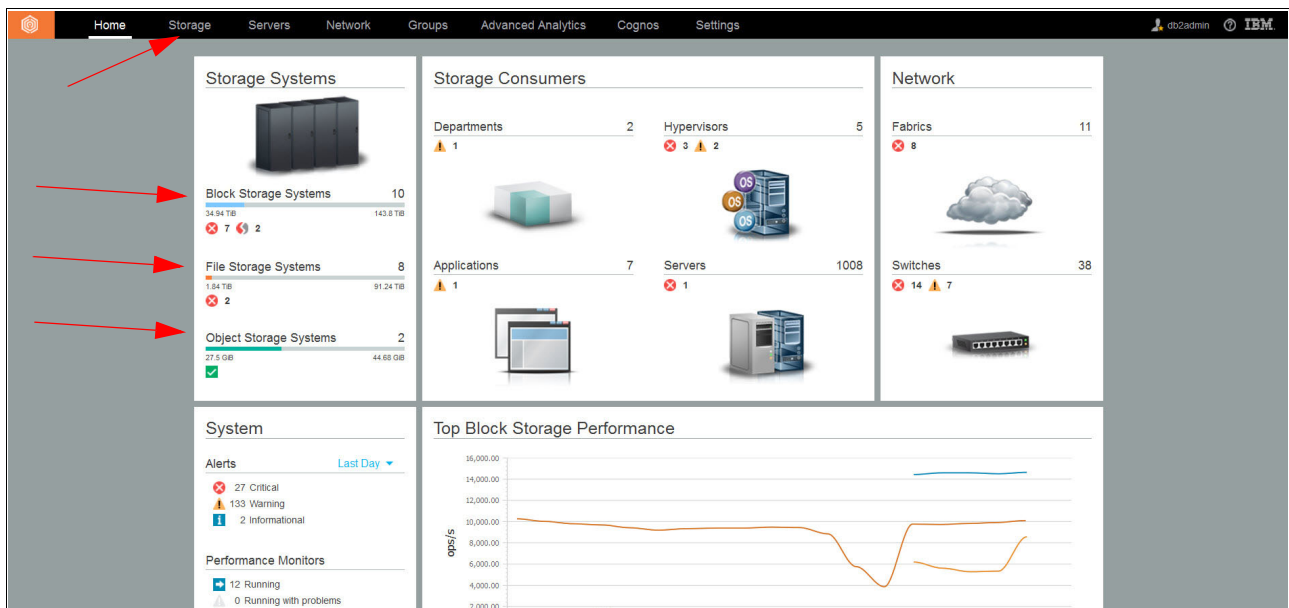 Home Storage Servers Network Groups Advanced Analytics Cognos Settings db2admin ? IBM.
Storage Systems
Block Storage Systems 10
34.94 TiB 143.8 TiB
7 2
File Storage Systems 8
1.84 TiB 91.24 TiB
2
Object Storage Systems 2
27.5 GiB 44.68 GiB
Storage Consumers
Departments 2
1
Hypervisors 5
3 2
OS
OS
OS
Applications 7
1
Servers 1008
1
Network
Fabrics 11
8
Switches 38
14 7
System
Alerts Last Day
27 Critical
133 Warning
2 Informational
Performance Monitors
12 Running
0 Running with problems
Top Block Storage Performance
16,000.00
14,000.00
12,000.00
10,000.00
8,000.00
6,000.00
4,000.00
2,000.00
ops/s